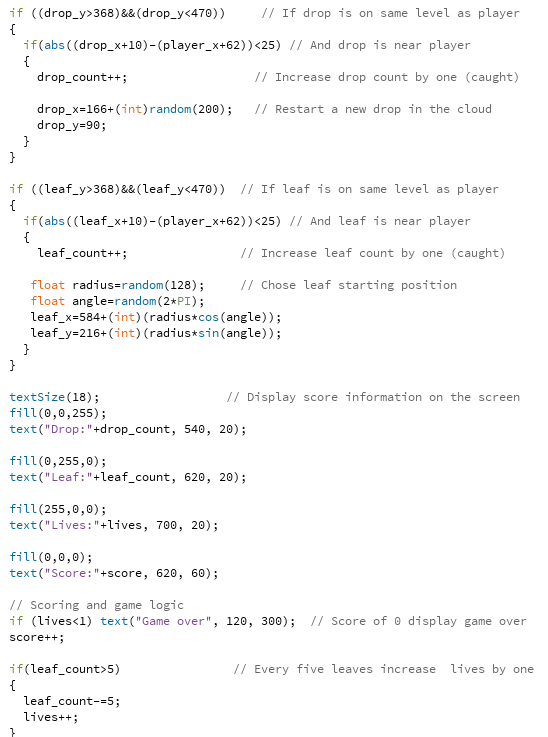 if ((drop_y>368)&&(drop_y<470))     // If drop is on same level as player
{
  if(abs((drop_x+10)-(player_x+62))<25) // And drop is near player
  {
    drop_count++;                  // Increase drop count by one (caught)

    drop_x=166+(int)random(200);   // Restart a new drop in the cloud
    drop_y=90;
  }
}

if ((leaf_y>368)&&(leaf_y<470))  // If leaf is on same level as player
{
  if(abs((leaf_x+10)-(player_x+62))<25) // And leaf is near player
  {
    leaf_count++;                // Increase leaf count by one (caught)

   float radius=random(128);     // Chose leaf starting position
   float angle=random(2*PI);
   leaf_x=584+(int)(radius*cos(angle));
   leaf_y=216+(int)(radius*sin(angle));
  }
}

textSize(18);                  // Display score information on the screen
fill(0,0,255);
text("Drop:"+drop_count, 540, 20);

fill(0,255,0);
text("Leaf:"+leaf_count, 620, 20);

fill(255,0,0);
text("Lives:"+lives, 700, 20);

fill(0,0,0);
text("Score:"+score, 620, 60);

// Scoring and game logic
if (lives<1) text("Game over", 120, 300);  // Score of 0 display game over
score++;

if(leaf_count>5)                // Every five leaves increase  lives by one
{
  leaf_count-=5;
  lives++;
}